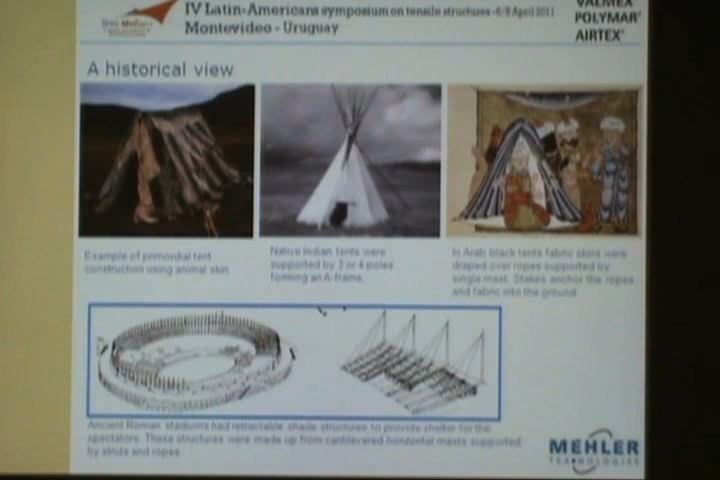 IV Latin-Americans symposium on tensile structures -6/8 April 2011
Montevideo - Uruguay
VALMEX
POLYMAR
AIRTEX
A historical view
Example of primordial tent
construction using animal skin.
Native Indian tents were
supported by 3 or 4 poles
forming an A-frame.
In Arab black tents fabric skins were
draped over ropes supported by
single mast. Stakes anchor the ropes
and fabric into the ground
Ancient Roman stadiums had retractable shade structures to provide shelter for the
spectators. These structures were made up from cantilevered horizontal masts supported
by struts and ropes
MEHLER
TEXNOLOGIES